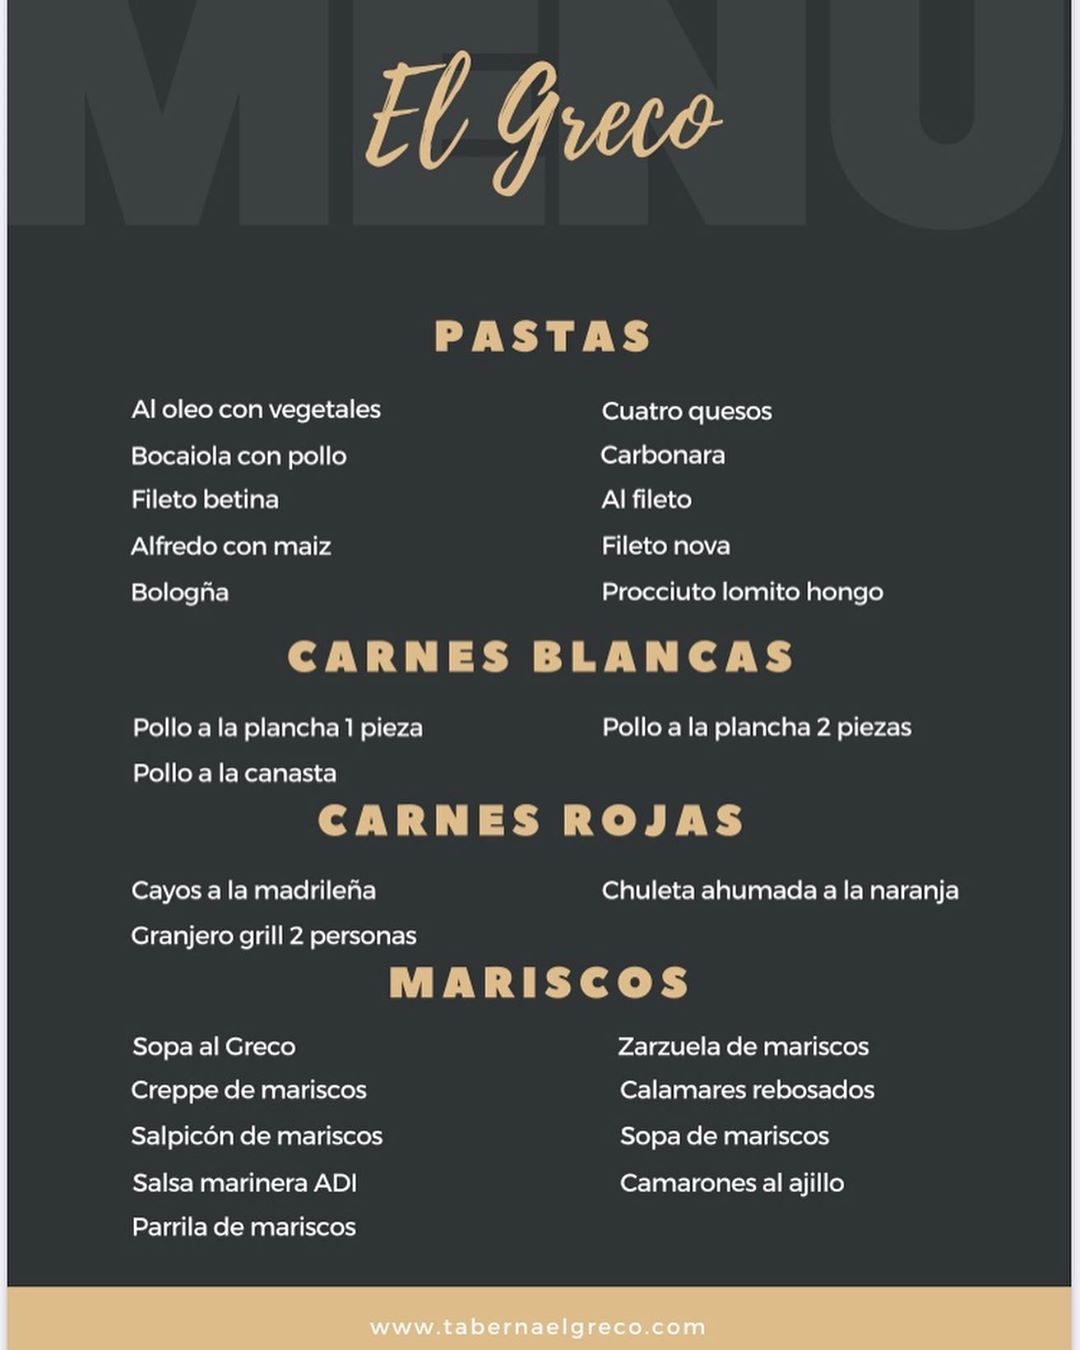 MENU
El Greco
PASTAS
Al oleo con vegetales
Bocaiola con pollo
Fileto betina
Alfredo con maiz
Bologña
Cuatro quesos
Carbonara
Al fileto
Fileto nova
Procciuto lomito hongo
CARNES BLANCAS
Pollo a la plancha 1 pieza
Pollo a la canasta
Pollo a la plancha 2 piezas
CARNES ROJAS
Cayos a la madrileña
Granjero grill 2 personas
Chuleta ahumada a la naranja
MARISCOS
Sopa al Greco
Creppe de mariscos
Salpicón de mariscos
Salsa marinera ADI
Parrila de mariscos
Zarzuela de mariscos
Calamares rebosados
Sopa de mariscos
Camarones al ajillo
www.tabernaelgreco.com